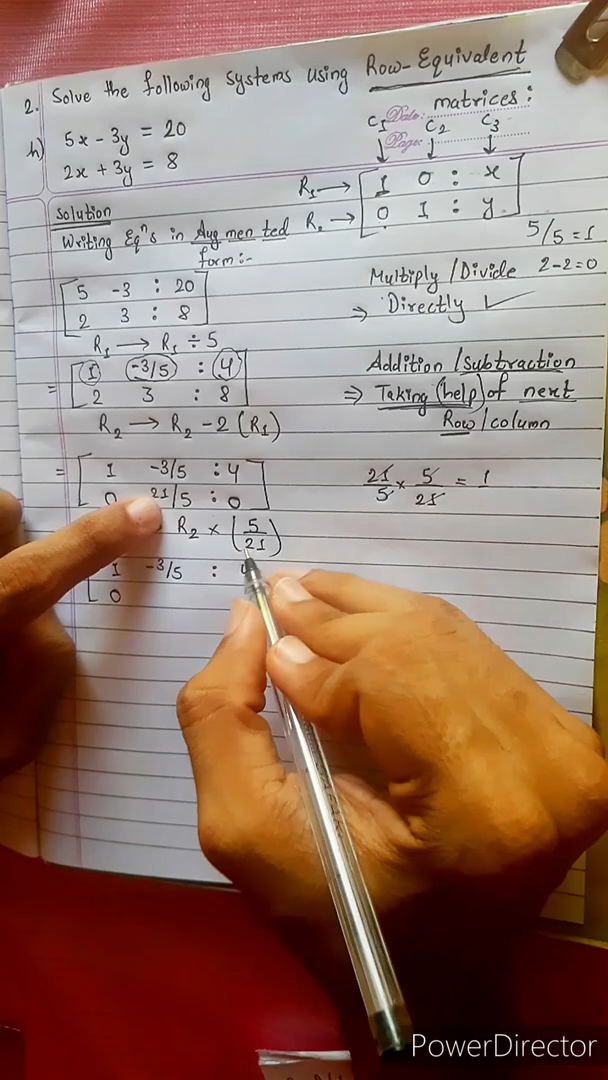 2. Solve the following systems using Row-Equivalent
matrices:
h) 5x - 3y = 20
2x + 3y = 8
Date:
Page:
C1 C2 C3
R1 → [ 1 0 : x
R2 → 0 1 : y ]
Solution
Writing Eqⁿs in Augmented
form:-
5/5 = 1
2-2=0
[ 5 -3 : 20
2 3 : 8 ]
R1 → R1 ÷ 5
= [ 1 -3/5 : 4
2 3 : 8 ]
R2 → R2 - 2 (R1)
= [ 1 -3/5 : 4
0 21/5 : 0 ]
R2 × (5/21)
[ 1 -3/5 :
0
Multiply / Divide
⇒ Directly ✓
Addition / subtraction
⇒ Taking (help) of next
Row / column
21/5 × 5/21 = 1
PowerDirector